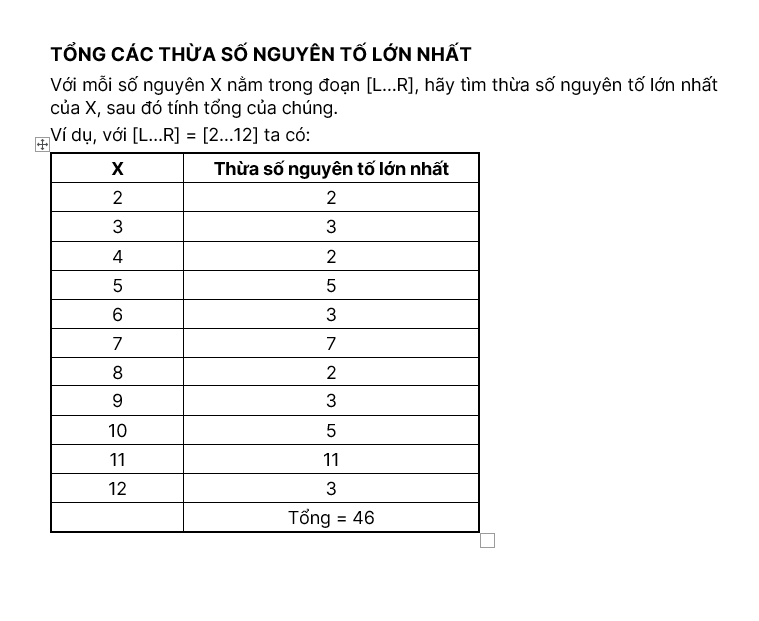 TỔNG CÁC THỪA SỐ NGUYÊN TỐ LỚN NHẤT
Với mỗi số nguyên X nằm trong đoạn [L...R], hãy tìm thừa số nguyên tố lớn nhất
của X, sau đó tính tổng của chúng.
Ví dụ, với [L...R] = [2...12] ta có:
X Thừa số nguyên tố lớn nhất
2 2
3 3
4 2
5 5
6 3
7 7
8 2
9 3
10 5
11 11
12 3
Tổng = 46